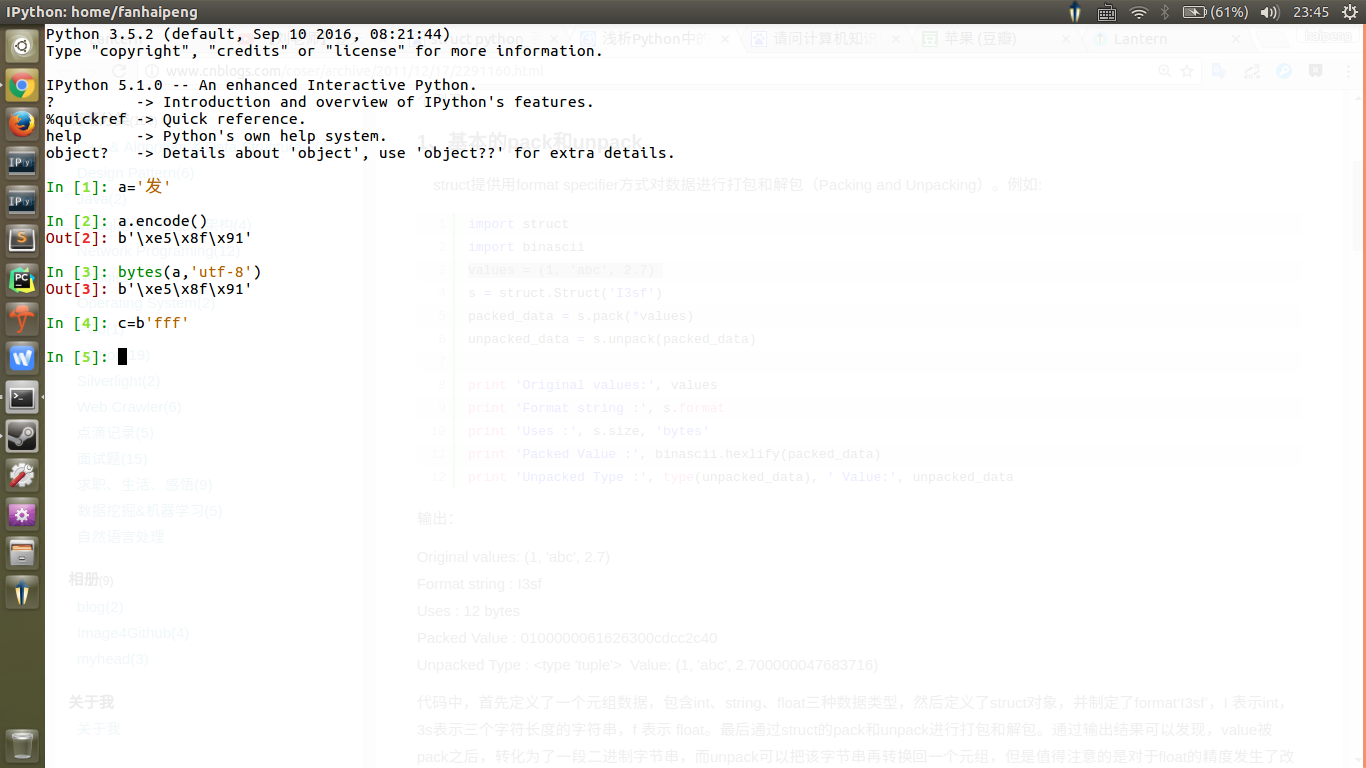 IPython: home/fanhaipeng
(61%)
23:45
Python 3.5.2 (default, Sep 10 2016, 08:21:44)
Type "copyright", "credits" or "license" for more information.
IPython 5.1.0 -- An enhanced Interactive Python.
? -> Introduction and overview of IPython's features.
%quickref -> Quick reference.
help -> Python's own help system.
object? -> Details about 'object', use 'object??' for extra details.
In [1]: a='发'
In [2]: a.encode()
Out[2]: b'\xe5\x8f\x91'
In [3]: bytes(a,'utf-8')
Out[3]: b'\xe5\x8f\x91'
In [4]: c=b'fff'
In [5]:
浅析Python中的
请问计算机知识
苹果 (豆瓣)
Lantern
www.cnblogs.com/coser/archive/2011/12/17/2291160.html
Design Pattern(6)
Java(2)
Operating System(2)
Silverlight(2)
Web Crawler(6)
点滴记录(5)
面试题(15)
求职、生活、感悟(9)
数据挖掘&机器学习(5)
自然语言处理
相册(9)
blog(2)
Image4Github(4)
myhead(3)
关于我
关于我
1、基本的pack和unpack
struct提供用format specifier方式对数据进行打包和解包（Packing and Unpacking）。例如:
1 import struct
2 import binascii
3 values = (1, 'abc', 2.7)
4 s = struct.Struct('I3sf')
5 packed_data = s.pack(*values)
6 unpacked_data = s.unpack(packed_data)
7
8 print 'Original values:', values
9 print 'Format string :', s.format
10 print 'Uses :', s.size, 'bytes'
11 print 'Packed Value :', binascii.hexlify(packed_data)
12 print 'Unpacked Type :', type(unpacked_data), ' Value:', unpacked_data
输出：
Original values: (1, 'abc', 2.7)
Format string : I3sf
Uses : 12 bytes
Packed Value : 0100000061626300cdcc2c40
Unpacked Type : <type 'tuple'>  Value: (1, 'abc', 2.700000047683716)
代码中，首先定义了一个元组数据，包含int、string、float三种数据类型，然后定义了struct对象，并制定了format'I3sf'，I 表示int，
3s表示三个字符长度的字符串，f 表示 float。最后通过struct的pack和unpack进行打包和解包。通过输出结果可以发现，value被
pack之后，转化为了一段二进制字节串，而unpack可以把该字节串再转换回一个元组，但是值得注意的是对于float的精度发生了改